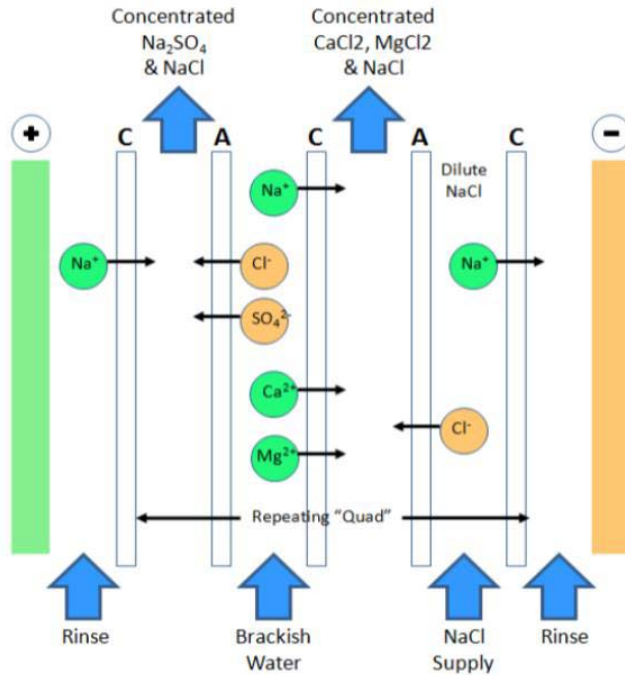 Concentrated
Na₂SO₄
& NaCl
Concentrated
CaCl2, MgCl2
& NaCl
+
C
A
C
A
C
−
Dilute
NaCl
Na⁺
Na⁺
Cl⁻
Na⁺
SO₄²⁻
Ca²⁺
Cl⁻
Mg²⁺
Repeating “Quad”
Rinse
Brackish
Water
NaCl
Supply
Rinse